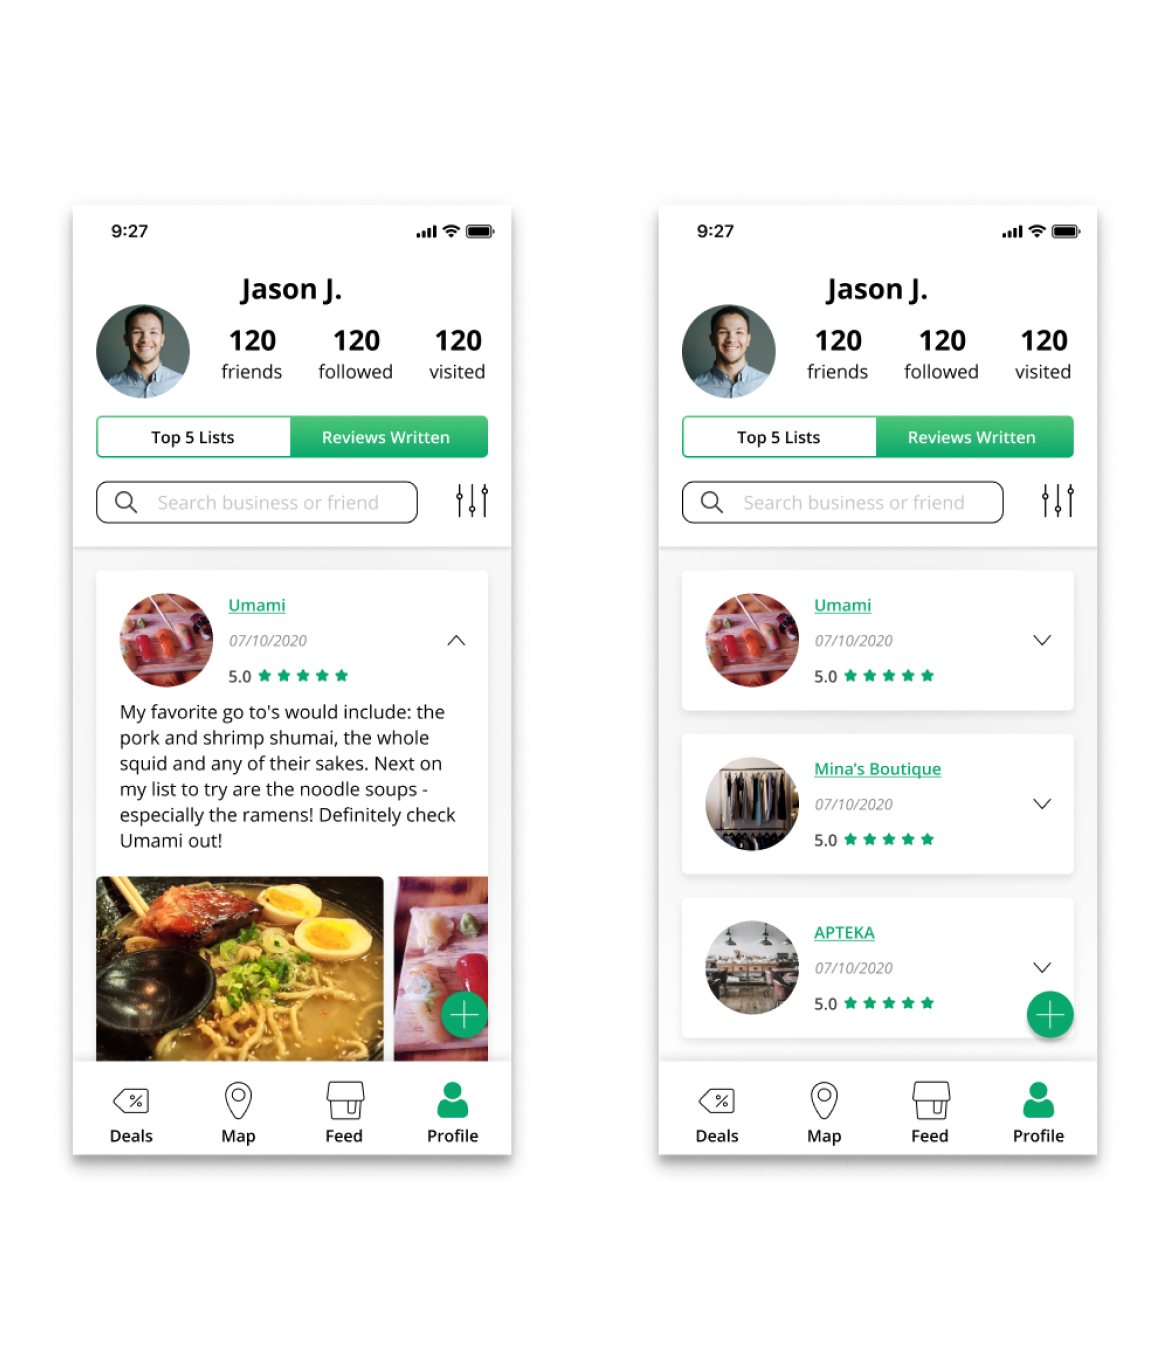 9:27
Jason J.
120 120 120
friends followed visited
Top 5 Lists Reviews Written
Search business or friend
Umami
07/10/2020
5.0
My favorite go to's would include: the
pork and shrimp shumai, the whole
squid and any of their sakes. Next on
my list to try are the noodle soups -
especially the ramens! Definitely check
Umami out!
Deals Map Feed Profile
9:27
Jason J.
120 120 120
friends followed visited
Top 5 Lists Reviews Written
Search business or friend
Umami
07/10/2020
5.0
Mina’s Boutique
07/10/2020
5.0
APTEKA
07/10/2020
5.0
Deals Map Feed Profile